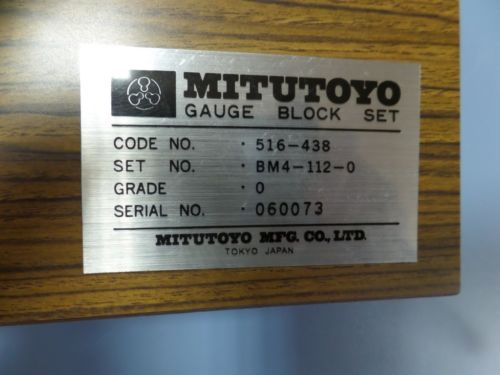 MITUTOYO
GAUGE BLOCK SET
CODE NO. · 516-438
SET NO. · BM4-112-0
GRADE · 0
SERIAL NO. · 060073
MITUTOYO MFG. CO., LTD.
TOKYO JAPAN